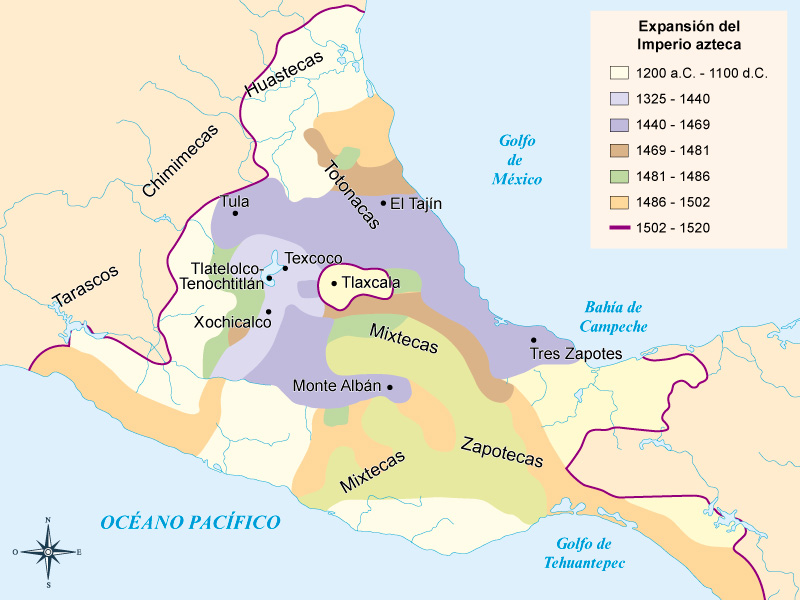 Expansión del
Imperio azteca
1200 a.C. - 1100 d.C.
1325 - 1440
1440 - 1469
1469 - 1481
1481 - 1486
1486 - 1502
1502 - 1520
Huastecas
Chimimecas
Golfo
de
México
Totonacas
Tula
El Tajín
Texcoco
Tlatelolco-
Tenochtitlán
Tlaxcala
Tarascos
Xochicalco
Bahía de
Campeche
Mixtecas
Tres Zapotes
Monte Albán
Zapotecas
Mixtecas
OCÉANO PACÍFICO
Golfo de
Tehuantepec
N
O
E
S